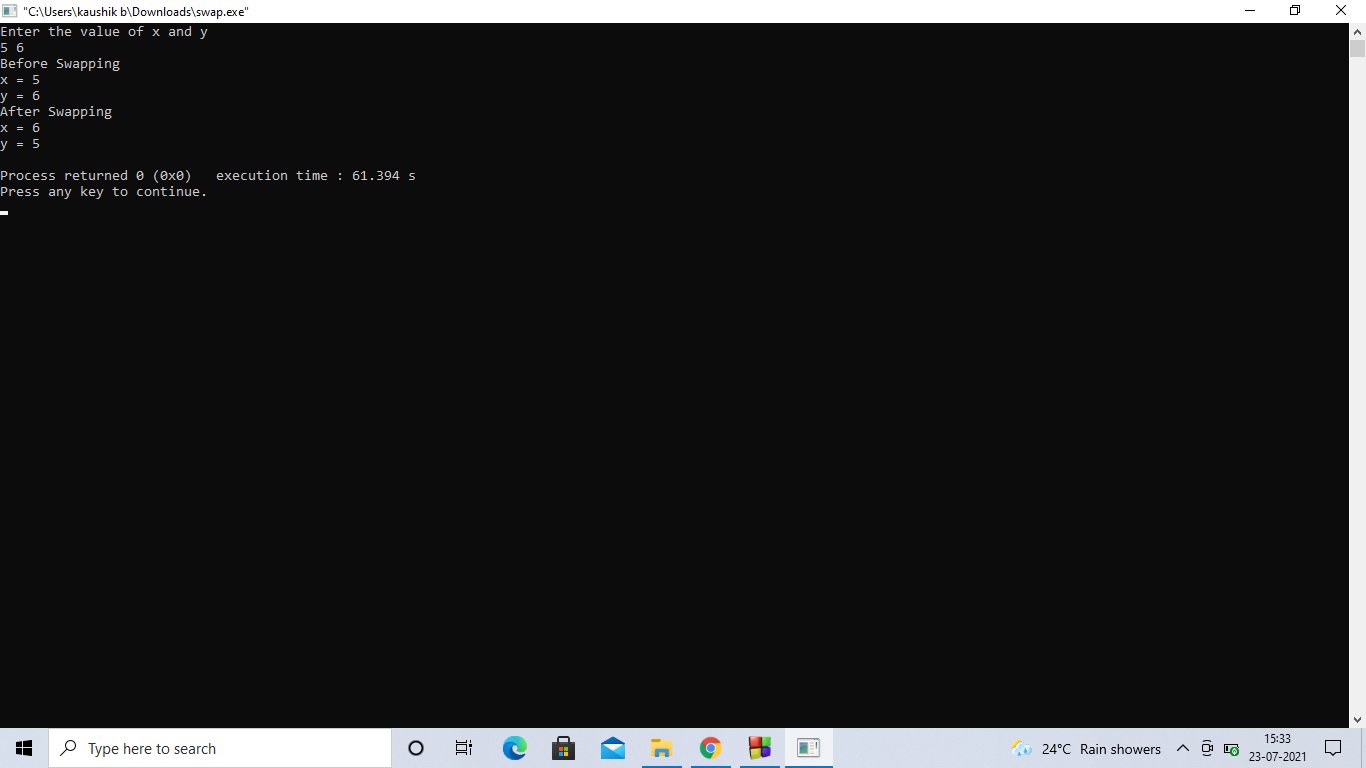 "C:\Users\kaushik b\Downloads\swap.exe"
Enter the value of x and y
5 6
Before Swapping
x = 5
y = 6
After Swapping
x = 6
y = 5
Process returned 0 (0x0)   execution time : 61.394 s
Press any key to continue.
Type here to search
24°C Rain showers
15:33
23-07-2021